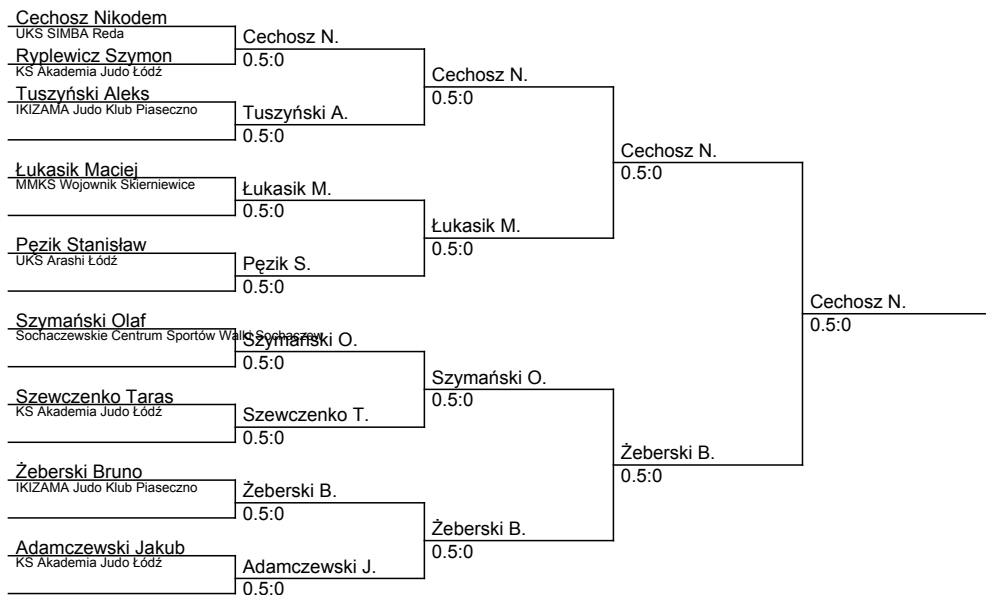 Cechosz Nikodem
UKS SIMBA Reda
Ryplewicz Szymon
KS Akademia Judo Łódź
Tuszyński Aleks
IKIZAMA Judo Klub Piaseczno
Łukasik Maciej
MMKS Wojownik Skierniewice
Pęzik Stanisław
UKS Arashi Łódź
Szymański Olaf
Sochaczewskie Centrum Sportów Walki Sochaczew
Szewczenko Taras
KS Akademia Judo Łódź
Żeberski Bruno
IKIZAMA Judo Klub Piaseczno
Adamczewski Jakub
KS Akademia Judo Łódź
Cechosz N.
0.5:0
Tuszyński A.
0.5:0
Łukasik M.
0.5:0
Pęzik S.
0.5:0
Szymański O.
0.5:0
Szewczenko T.
0.5:0
Żeberski B.
0.5:0
Adamczewski J.
0.5:0
Cechosz N.
0.5:0
Łukasik M.
0.5:0
Szymański O.
0.5:0
Żeberski B.
0.5:0
Cechosz N.
0.5:0
Żeberski B.
0.5:0
Cechosz N.
0.5:0